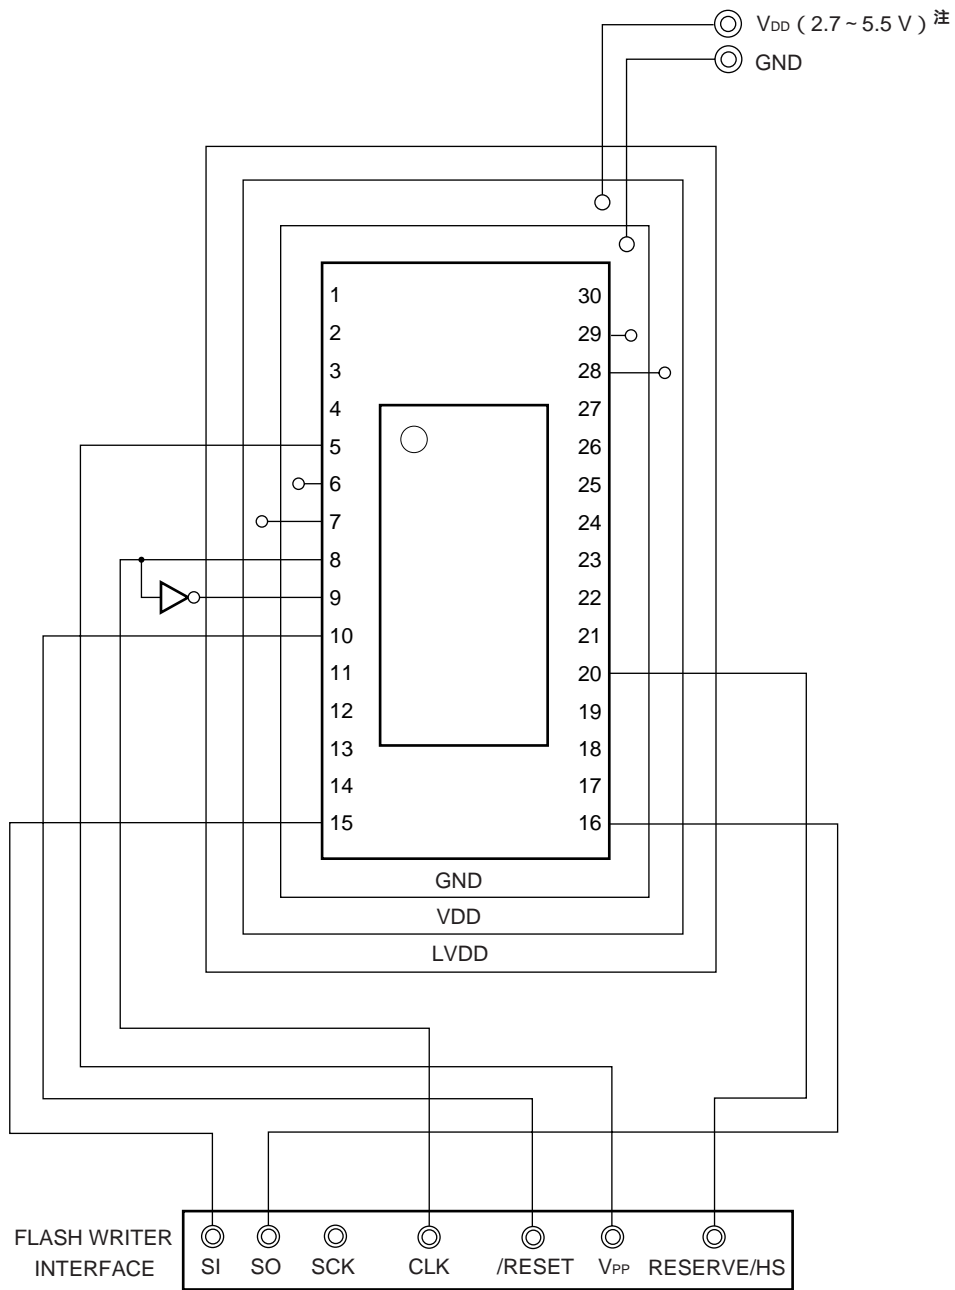 VDD ( 2.7 ~ 5.5 V ) 注
GND
1 30
2 29
3 28
4 27
5 26
6 25
7 24
8 23
9 22
10 21
11 20
12 19
13 18
14 17
15 16
GND
VDD
LVDD
FLASH WRITER
INTERFACE
SI SO SCK CLK /RESET VPP RESERVE/HS